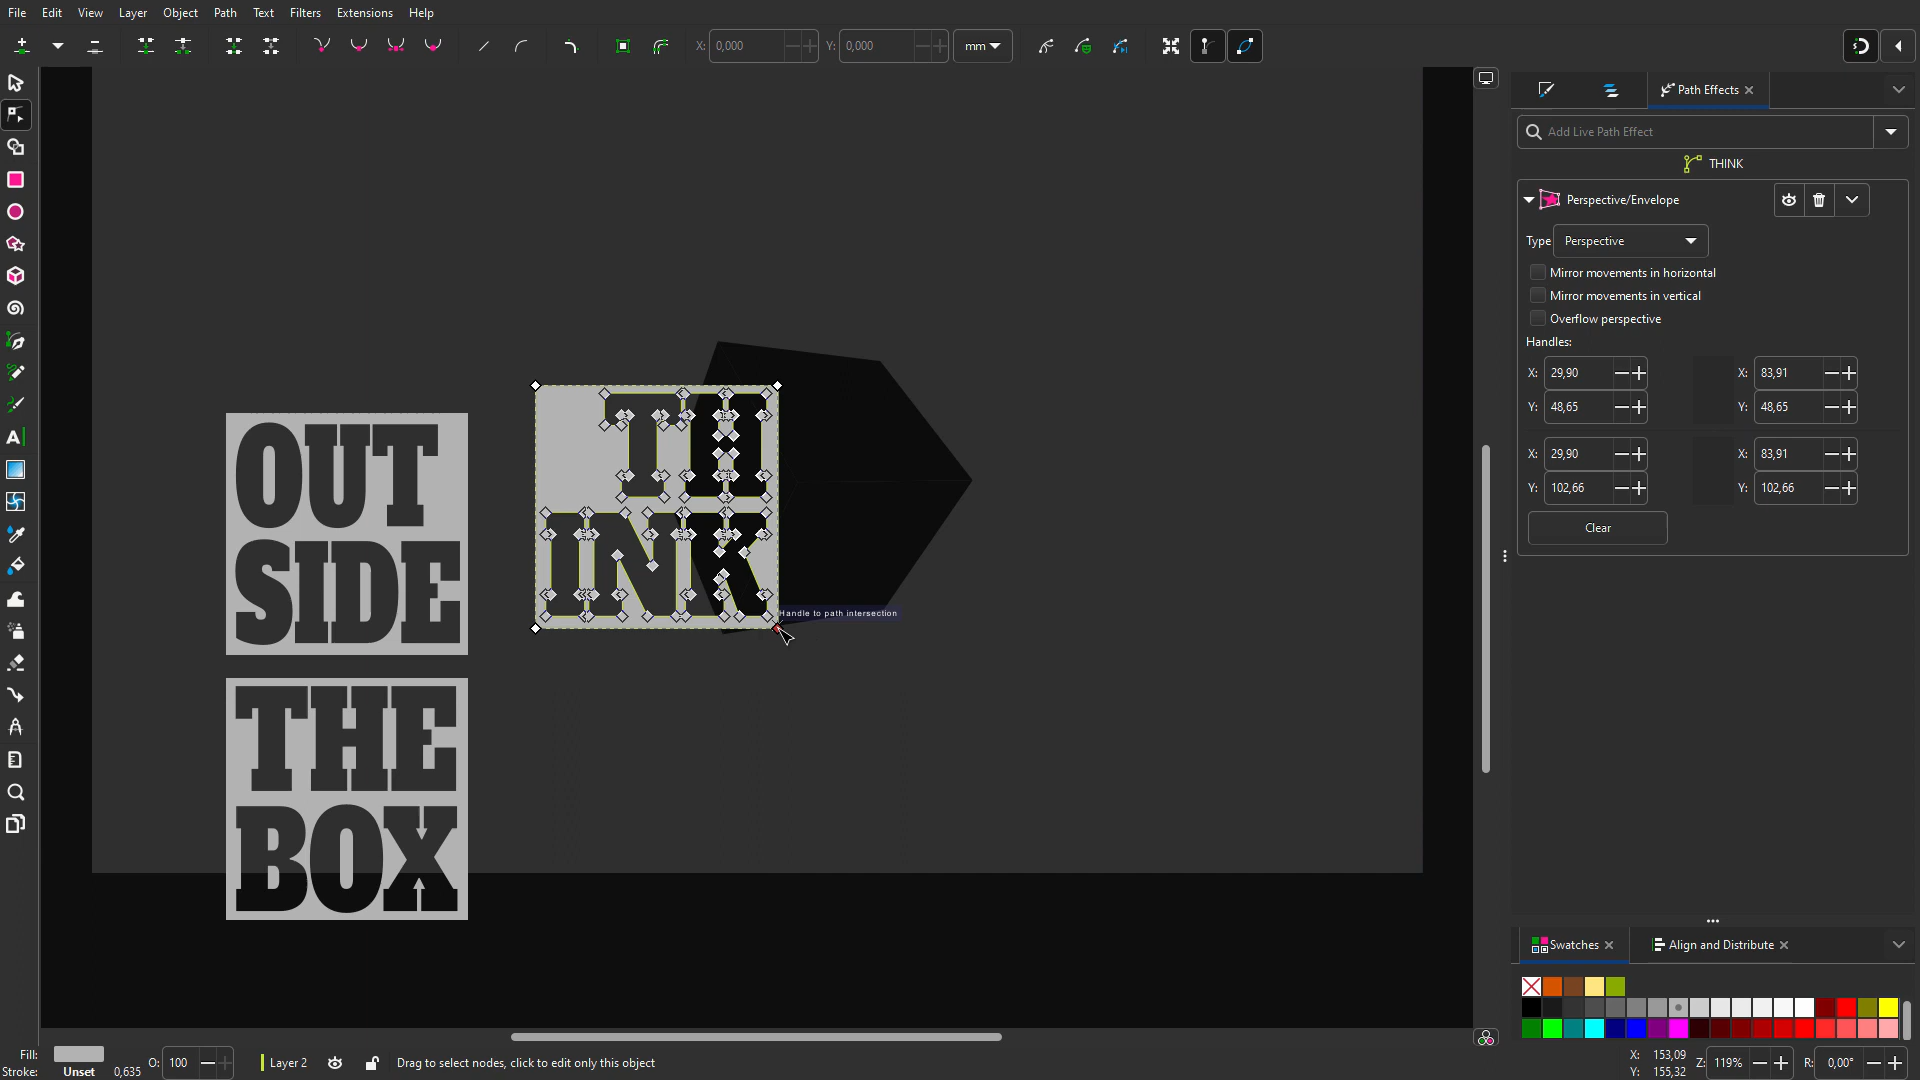 File Edit View Layer Object Path Text Filters Extensions Help
X: 0,000 Y: 0,000 mm
Path Effects
Add Live Path Effect
THINK
Perspective/Envelope
Type Perspective
Mirror movements in horizontal
Mirror movements in vertical
Overflow perspective
Handles:
X: 29,90 X: 83,91
Y: 48,65 Y: 48,65
X: 29,90 X: 83,91
Y: 102,66 Y: 102,66
Clear
OUT
SIDE
THE
BOX
TH
INK
Handle to path intersection
Swatches Align and Distribute
Fill:
Stroke: Unset 0,635
O: 100
Layer 2
Drag to select nodes, click to edit only this object
X: 153,09
Y: 155,32
Z: 119%
R: 0,00°